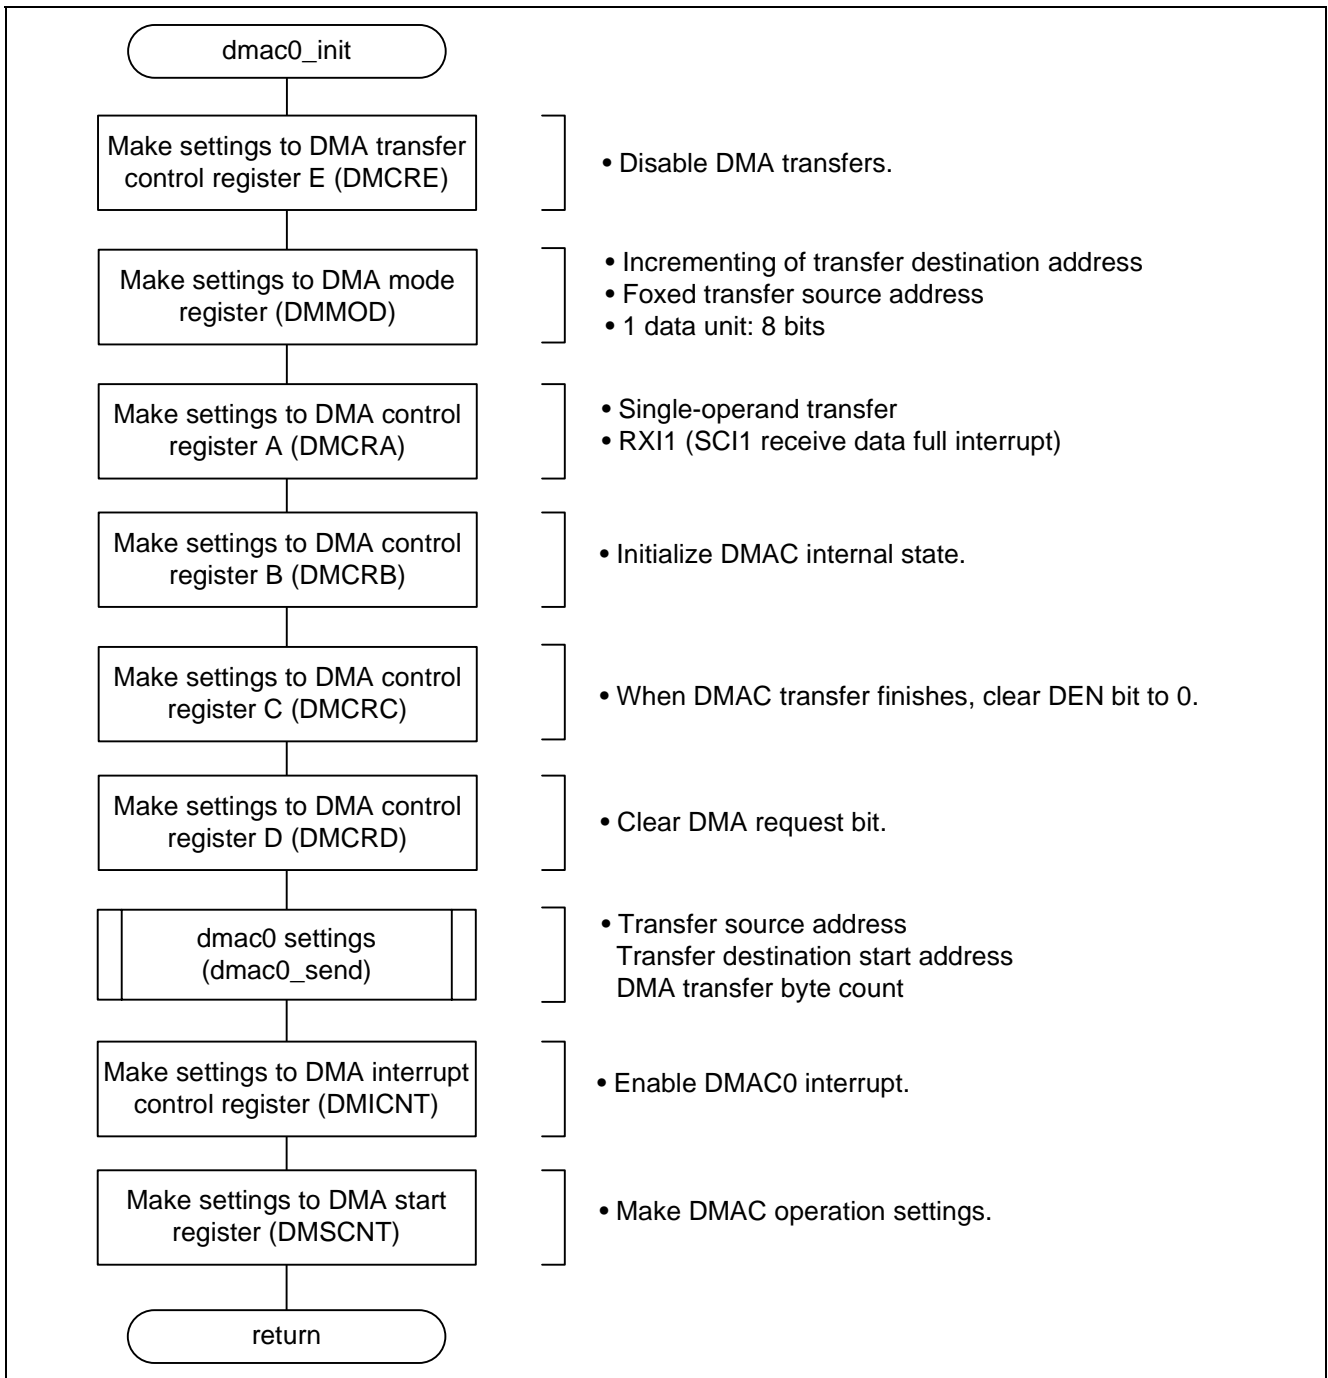 dmac0_init
Make settings to DMA transfer
control register E (DMCRE)
• Disable DMA transfers.
Make settings to DMA mode
register (DMMOD)
• Incrementing of transfer destination address
• Foxed transfer source address
• 1 data unit: 8 bits
Make settings to DMA control
register A (DMCRA)
• Single-operand transfer
• RXI1 (SCI1 receive data full interrupt)
Make settings to DMA control
register B (DMCRB)
• Initialize DMAC internal state.
Make settings to DMA control
register C (DMCRC)
• When DMAC transfer finishes, clear DEN bit to 0.
Make settings to DMA control
register D (DMCRD)
• Clear DMA request bit.
dmac0 settings
(dmac0_send)
• Transfer source address
Transfer destination start address
DMA transfer byte count
Make settings to DMA interrupt
control register (DMICNT)
• Enable DMAC0 interrupt.
Make settings to DMA start
register (DMSCNT)
• Make DMAC operation settings.
return